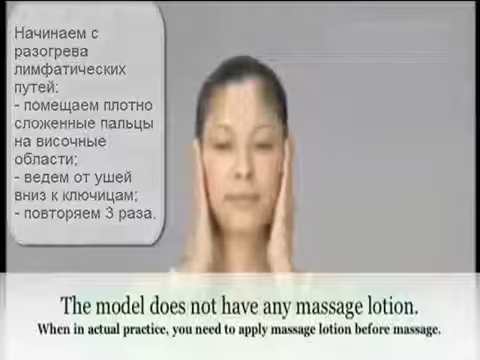 Начинаем с
разогрева
лимфатических
путей:
- помещаем плотно
сложенные пальцы
на височные
области;
- ведем от ушей
вниз к ключицам;
- повторяем 3 раза.
The model does not have any massage lotion.
When in actual practice, you need to apply massage lotion before massage.